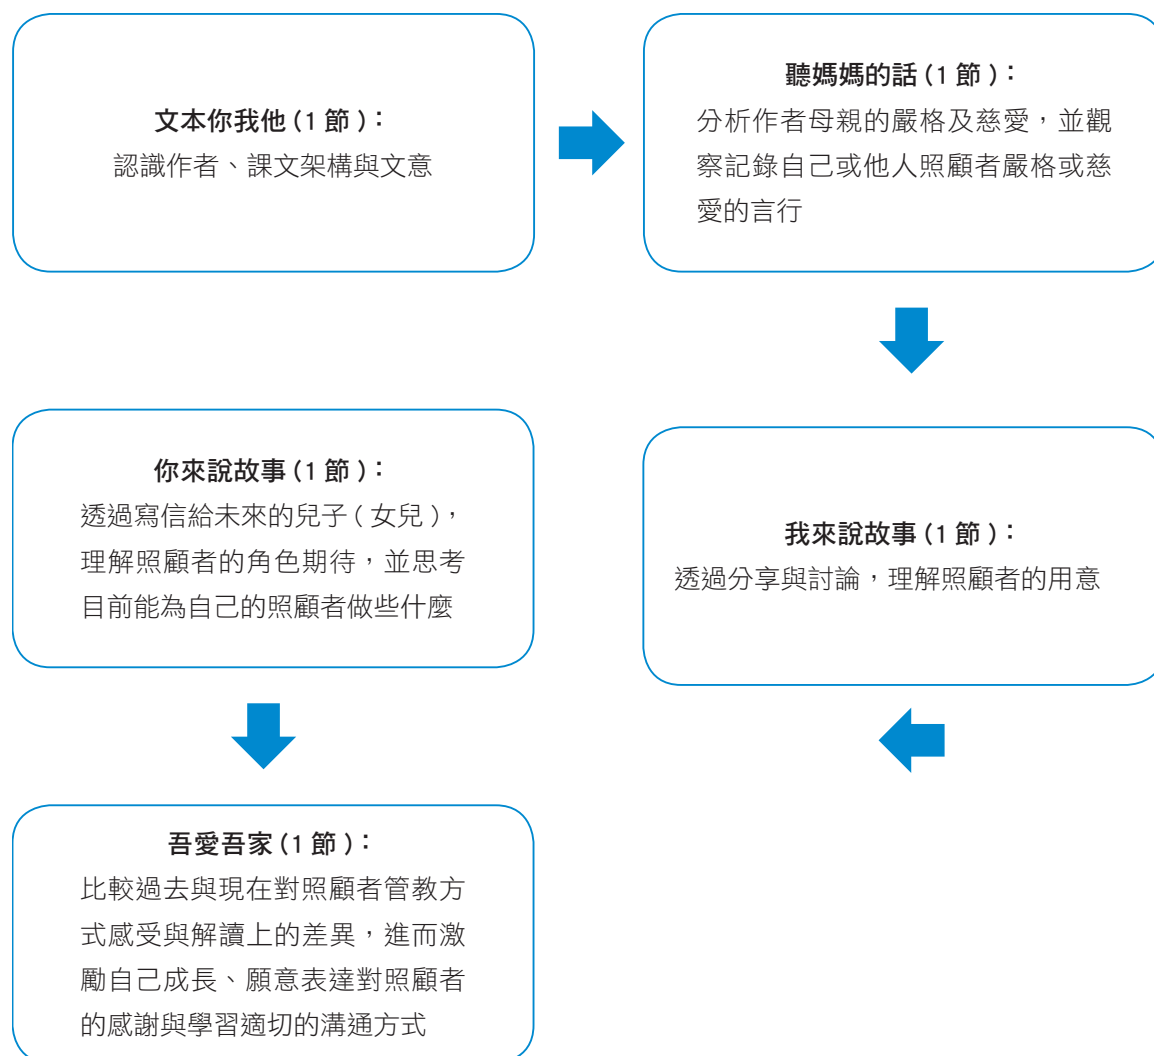 文本你我他 (1 節)：
認識作者、課文架構與文意
聽媽媽的話 (1 節)：
分析作者母親的嚴格及慈愛，並觀
察記錄自己或他人照顧者嚴格或慈
愛的言行
我來說故事 (1 節)：
透過分享與討論，理解照顧者的用意
你來說故事 (1 節)：
透過寫信給未來的兒子 ( 女兒 )，
理解照顧者的角色期待，並思考
目前能為自己的照顧者做些什麼
吾愛吾家 (1 節)：
比較過去與現在對照顧者管教方
式感受與解讀上的差異，進而激
勵自己成長、願意表達對照顧者
的感謝與學習適切的溝通方式